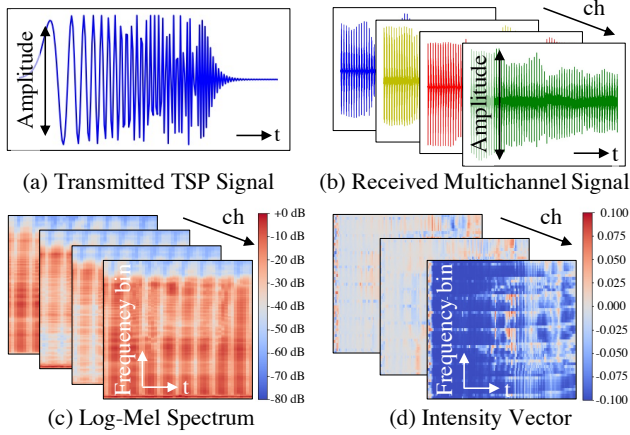 Amplitude
t
(a) Transmitted TSP Signal
ch
Amplitude
t
(b) Received Multichannel Signal
ch
Frequency bin
t
+0 dB
-10 dB
-20 dB
-30 dB
-40 dB
-50 dB
-60 dB
-70 dB
-80 dB
(c) Log-Mel Spectrum
ch
Frequency bin
t
0.100
0.075
0.050
0.025
0.000
-0.025
-0.050
-0.075
-0.100
(d) Intensity Vector